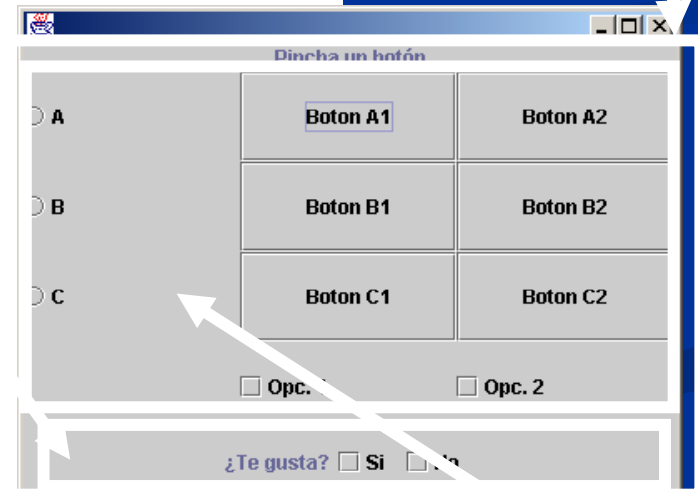 Pincha un botón
A Boton A1 Boton A2
B Boton B1 Boton B2
C Boton C1 Boton C2
Opc. Opc. 2
¿Te gusta? Si